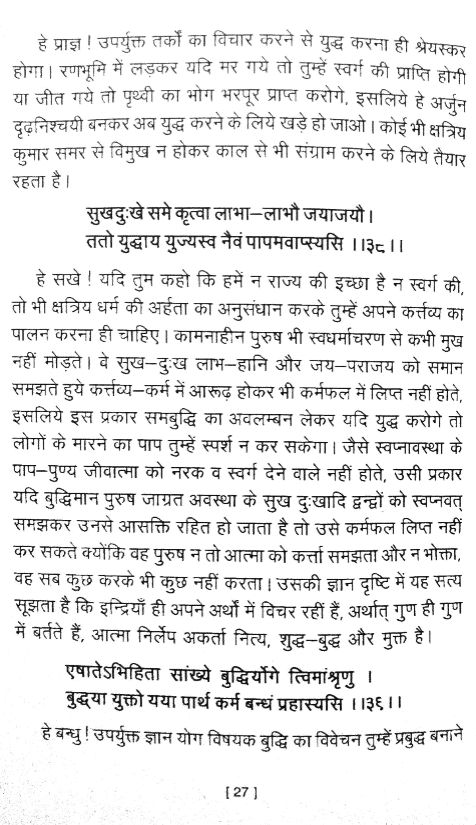 हे प्राज्ञ ! उपर्युक्त तर्कों का विचार करने से युद्ध करना ही श्रेयस्कर
होगा। रणभूमि में लड़कर यदि मर गये तो तुम्हें स्वर्ग की प्राप्ति होगी
या जीत गये तो पृथ्वी का भोग भरपूर प्राप्त करोगे, इसलिये हे अर्जुन
दृढ़निश्चयी बनकर अब युद्ध करने के लिये खड़े हो जाओ। कोई भी क्षत्रिय
कुमार समर से विमुख न होकर काल से भी संग्राम करने के लिये तैयार
रहता है।
सुखदुःखे समे कृत्वा लाभा–लाभौ जयाजयौ।
ततो युद्धाय युज्यस्व नैवं पापमवाप्स्यसि ।।३८।।
हे सखे ! यदि तुम कहो कि हमें न राज्य की इच्छा है न स्वर्ग की,
तो भी क्षत्रिय धर्म की अर्हता का अनुसंधान करके तुम्हें अपने कर्त्तव्य का
पालन करना ही चाहिए। कामनाहीन पुरुष भी स्वधर्माचरण से कभी मुख
नहीं मोड़ते। वे सुख–दुःख लाभ–हानि और जय–पराजय को समान
समझते हुये कर्त्तव्य–कर्म में आरूढ़ होकर भी कर्मफल में लिप्त नहीं होते,
इसलिये इस प्रकार समबुद्धि का अवलम्बन लेकर यदि युद्ध करोगे तो
लोगों के मारने का पाप तुम्हें स्पर्श न कर सकेगा। जैसे स्वप्नावस्था के
पाप–पुण्य जीवात्मा को नरक व स्वर्ग देने वाले नहीं होते, उसी प्रकार
यदि बुद्धिमान पुरुष जाग्रत अवस्था के सुख दुःखादि द्वन्द्वों को स्वप्नवत्
समझकर उनसे आसक्ति रहित हो जाता है तो उसे कर्मफल लिप्त नहीं
कर सकते क्योंकि वह पुरुष न तो आत्मा को कर्त्ता समझता और न भोक्ता,
वह सब कुछ करके भी कुछ नहीं करता। उसकी ज्ञान दृष्टि में यह सत्य
सूझता है कि इन्द्रियाँ ही अपने अर्थो में विचर रहीं हैं, अर्थात् गुण ही गुण
में बर्तते हैं, आत्मा निर्लेप अकर्ता नित्य, शुद्ध–बुद्ध और मुक्त है।
एषातेऽभिहिता सांख्ये बुद्धिर्योगे त्विमांश्रृणु ।
बुद्धया युक्तो यया पार्थ कर्म बन्धं प्रहास्यसि ।।३६।।
हे बन्धु ! उपर्युक्त ज्ञान योग विषयक बुद्धि का विवेचन तुम्हें प्रबुद्ध बनाने
[ 27 ]